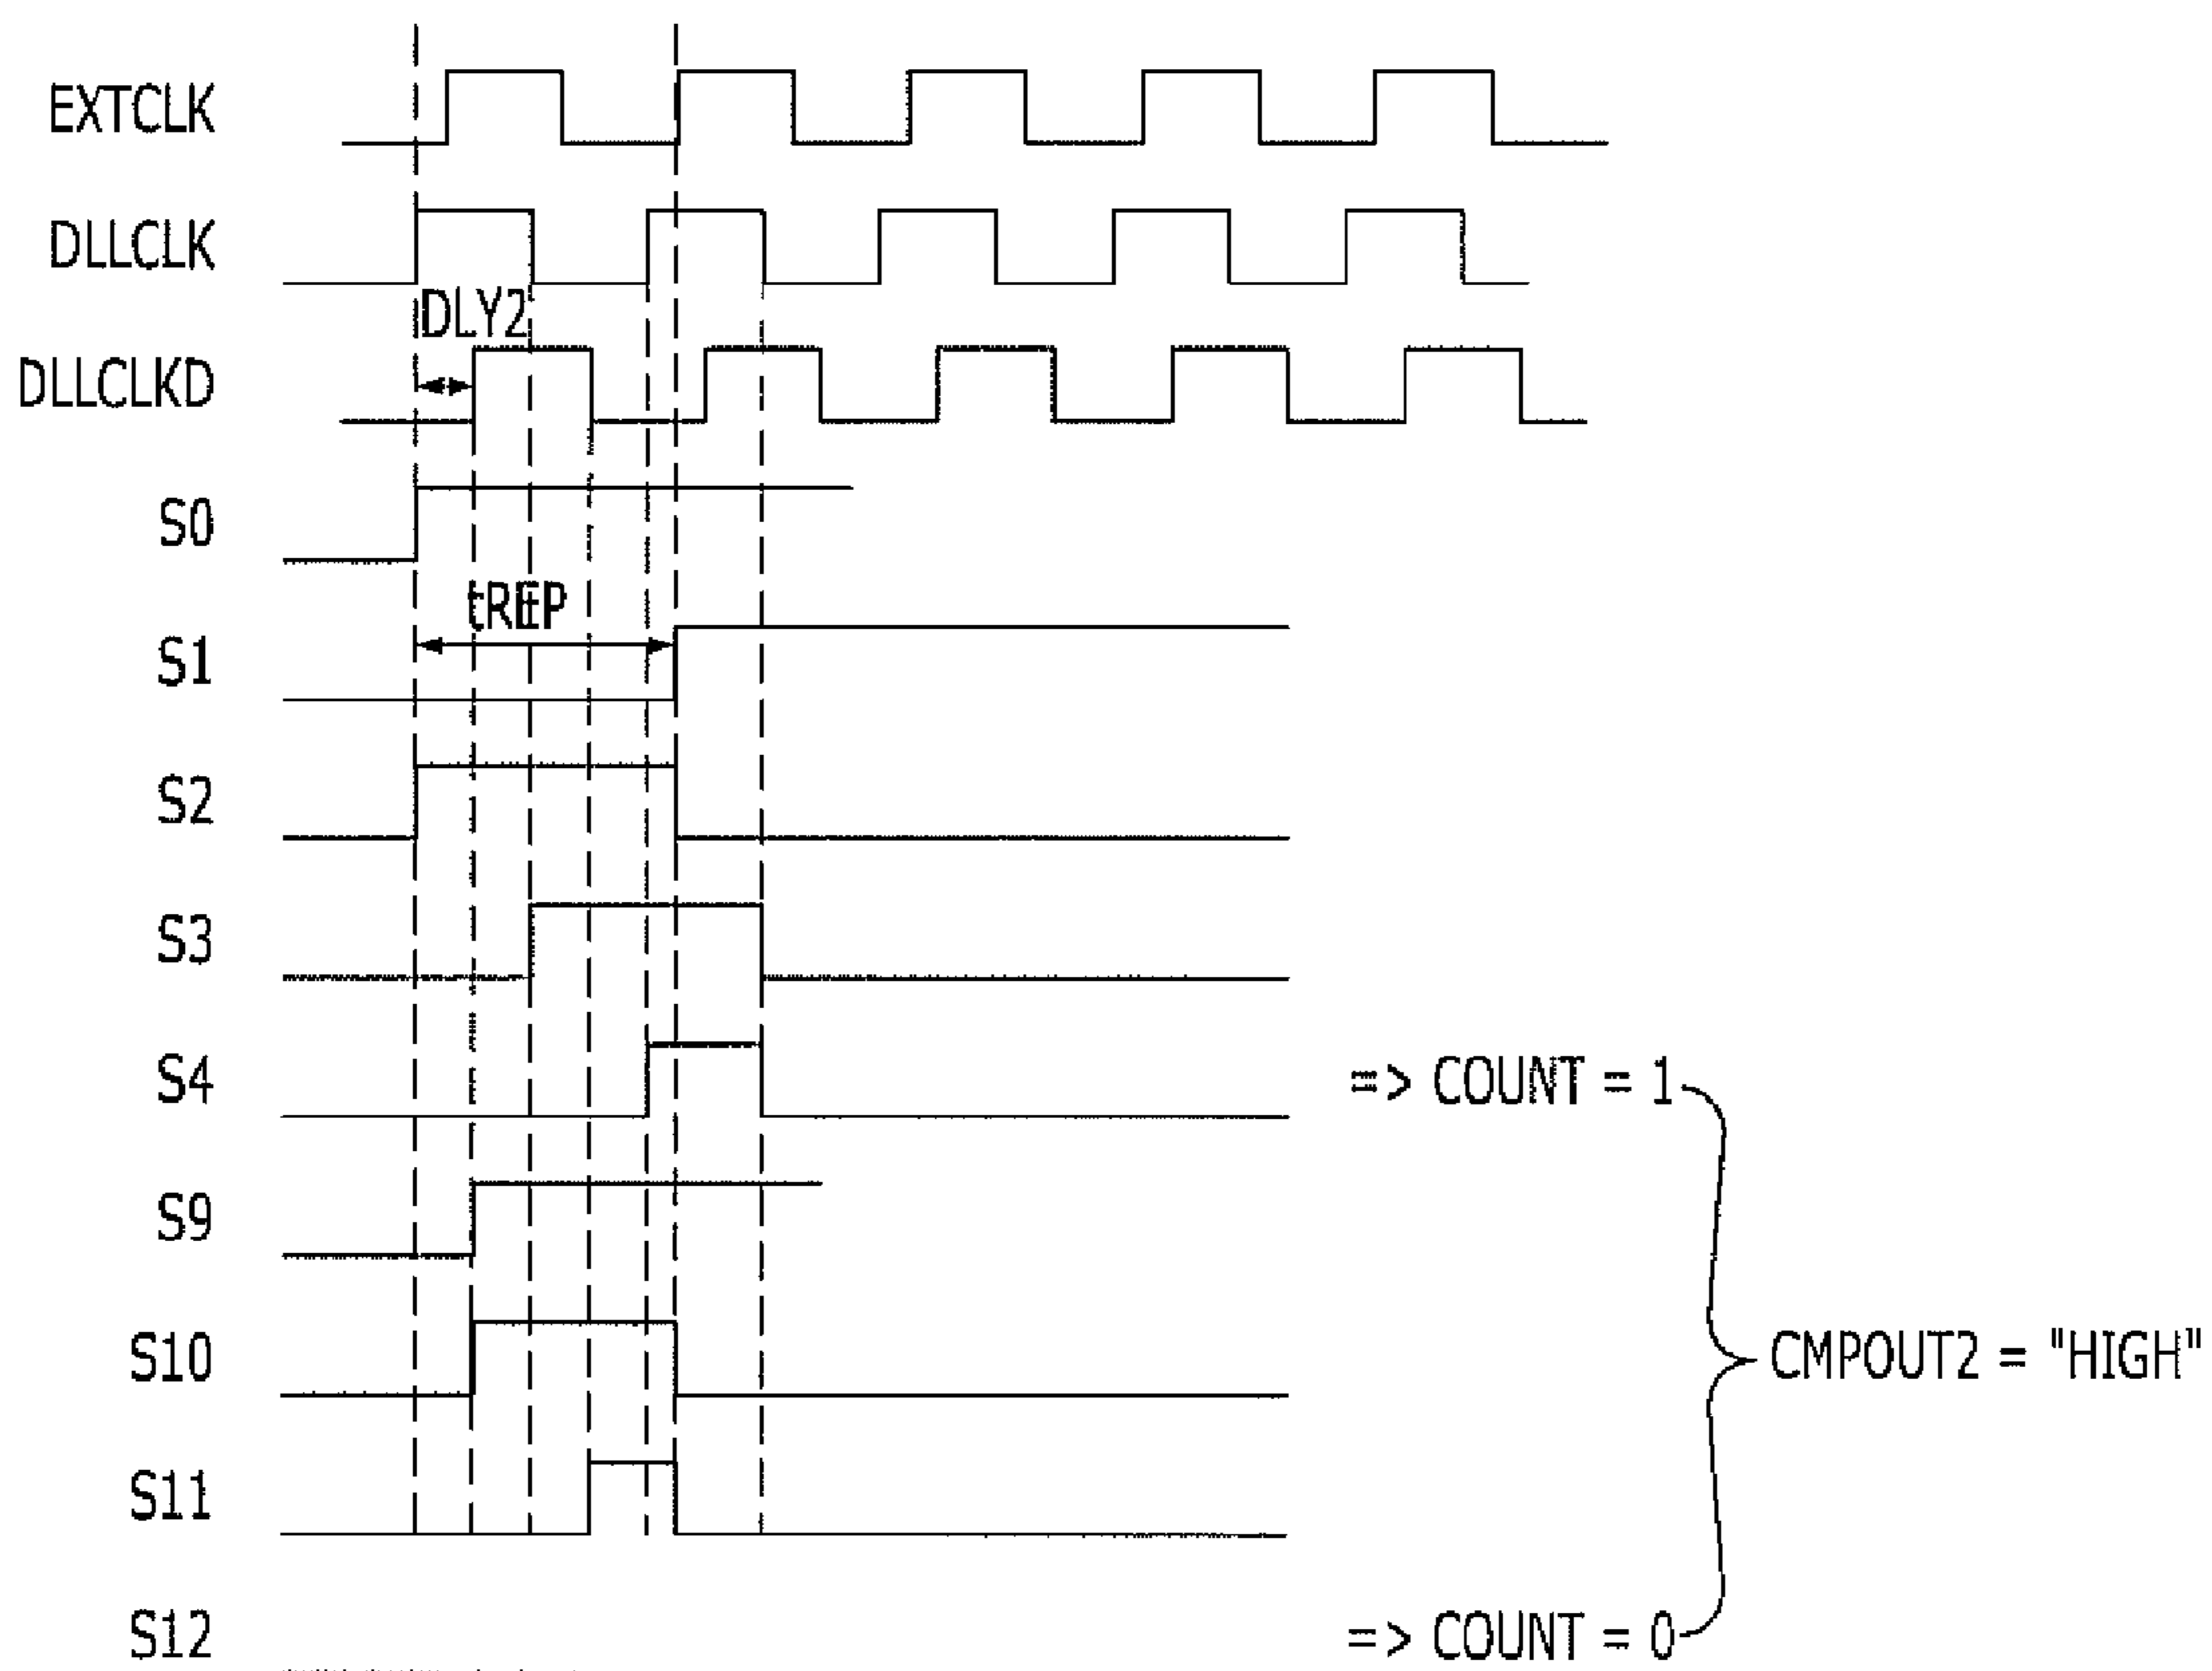 EXTCLK
DLLCLK
DLY2
DLLCLKD
S0
tREP
S1
S2
S3
S4 => COUNT = 1
S9
S10 CMPOUT2 = "HIGH"
S11
S12 => COUNT = 0